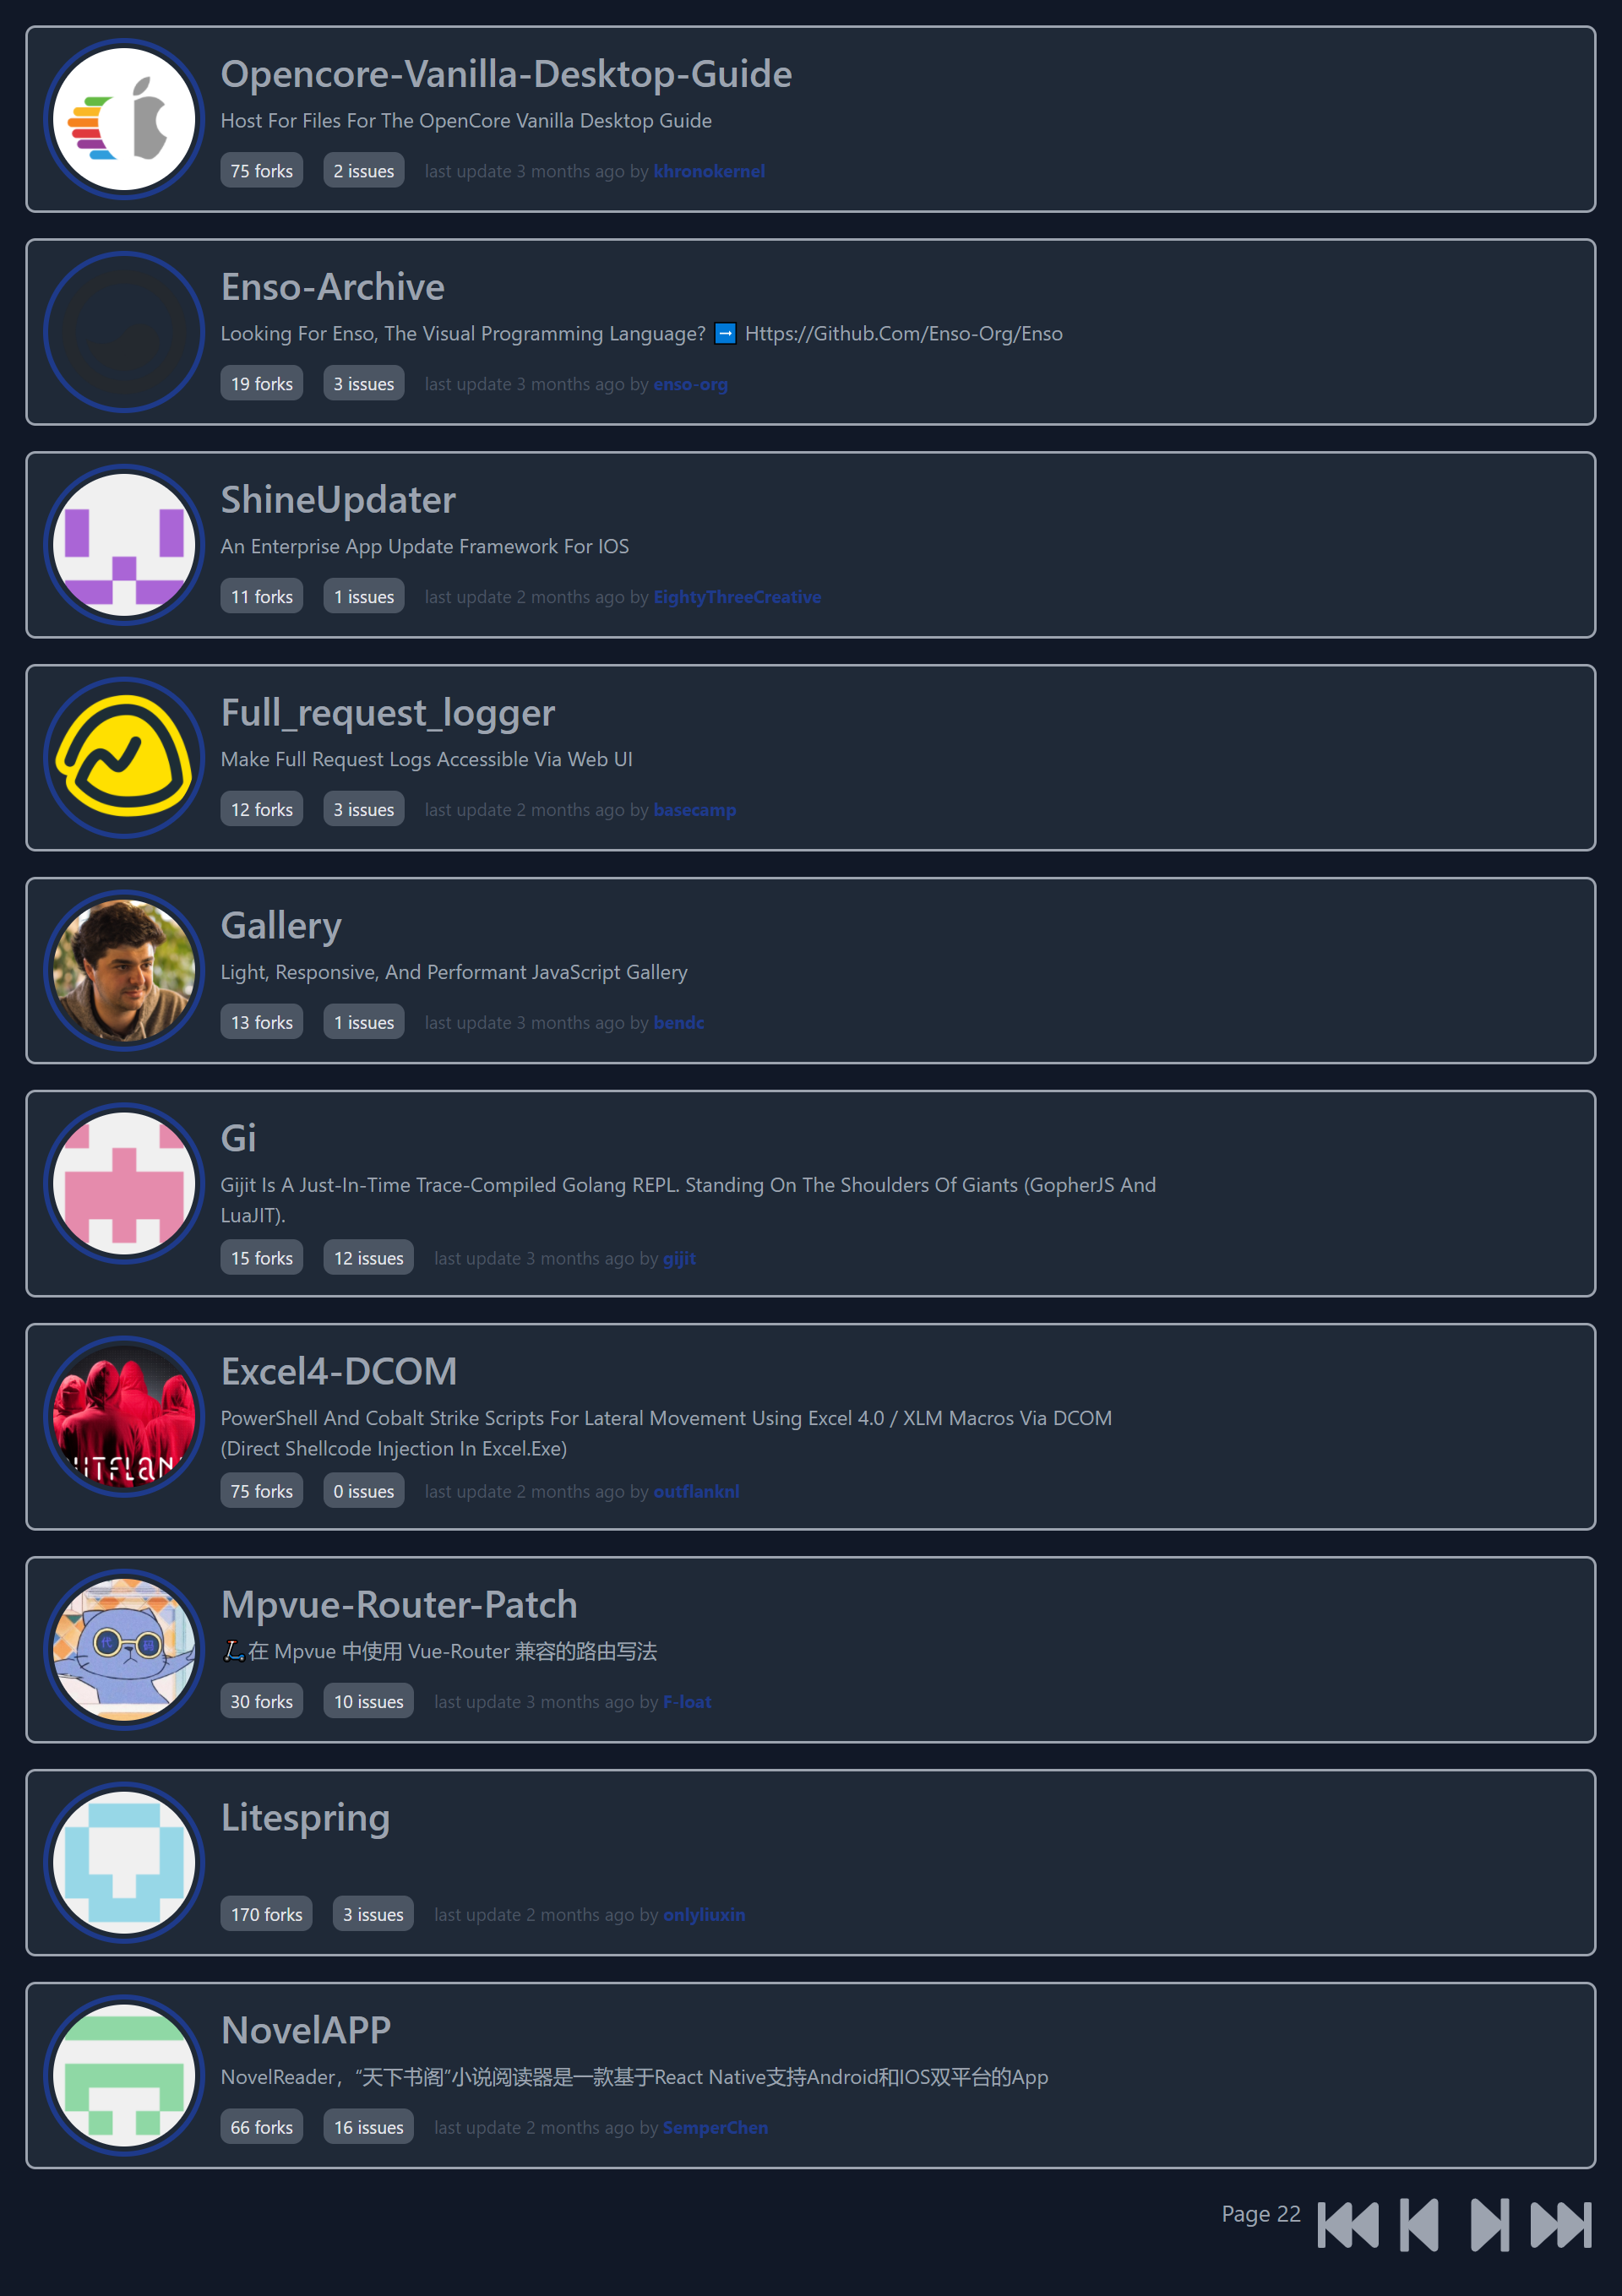 Opencore-Vanilla-Desktop-Guide
Host For Files For The OpenCore Vanilla Desktop Guide
75 forks 2 issues last update 3 months ago by khronokernel
Enso-Archive
Looking For Enso, The Visual Programming Language? ➡️ Https://Github.Com/Enso-Org/Enso
19 forks 3 issues last update 3 months ago by enso-org
ShineUpdater
An Enterprise App Update Framework For IOS
11 forks 1 issues last update 2 months ago by EightyThreeCreative
Full_request_logger
Make Full Request Logs Accessible Via Web UI
12 forks 3 issues last update 2 months ago by basecamp
Gallery
Light, Responsive, And Performant JavaScript Gallery
13 forks 1 issues last update 3 months ago by bendc
Gi
Gijit Is A Just-In-Time Trace-Compiled Golang REPL. Standing On The Shoulders Of Giants (GopherJS And
LuaJIT).
15 forks 12 issues last update 3 months ago by gijit
Excel4-DCOM
PowerShell And Cobalt Strike Scripts For Lateral Movement Using Excel 4.0 / XLM Macros Via DCOM
(Direct Shellcode Injection In Excel.Exe)
UTFLAN
75 forks 0 issues last update 2 months ago by outflanknl
Mpvue-Router-Patch
代 码
🛴在 Mpvue 中使用 Vue-Router 兼容的路由写法
30 forks 10 issues last update 3 months ago by F-loat
Litespring
170 forks 3 issues last update 2 months ago by onlyliuxin
NovelAPP
NovelReader，“天下书阁”小说阅读器是一款基于React Native支持Android和IOS双平台的App
66 forks 16 issues last update 2 months ago by SemperChen
Page 22